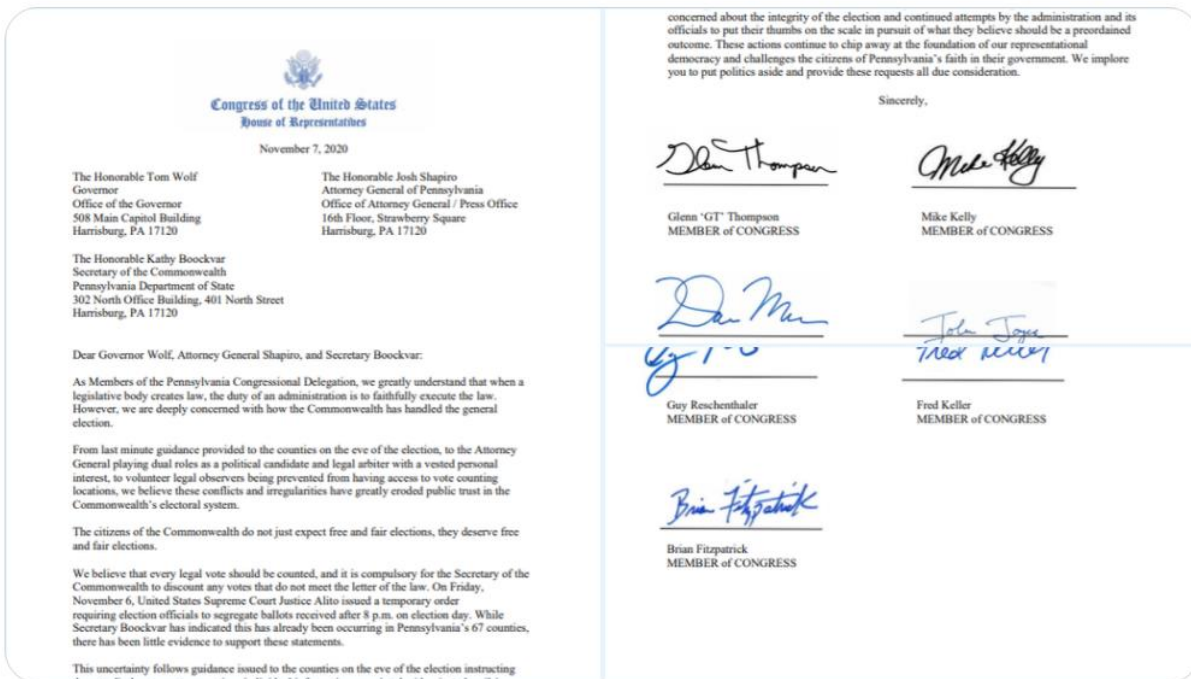 Congress of the United States
House of Representatives
November 7, 2020
The Honorable Tom Wolf
Governor
Office of the Governor
508 Main Capitol Building
Harrisburg, PA 17120
The Honorable Josh Shapiro
Attorney General of Pennsylvania
Office of Attorney General / Press Office
16th Floor, Strawberry Square
Harrisburg, PA 17120
The Honorable Kathy Boockvar
Secretary of the Commonwealth
Pennsylvania Department of State
302 North Office Building, 401 North Street
Harrisburg, PA 17120
Dear Governor Wolf, Attorney General Shapiro, and Secretary Boockvar:
As Members of the Pennsylvania Congressional Delegation, we greatly understand that when a
legislative body creates law, the duty of an administration is to faithfully execute the law.
However, we are deeply concerned with how the Commonwealth has handled the general
election.
From last minute guidance provided to the counties on the eve of the election, to the Attorney
General playing dual roles as a political candidate and legal arbiter with a vested personal
interest, to volunteer legal observers being prevented from having access to vote counting
locations, we believe these conflicts and irregularities have greatly eroded public trust in the
Commonwealth's electoral system.
The citizens of the Commonwealth do not just expect free and fair elections, they deserve free
and fair elections.
We believe that every legal vote should be counted, and it is compulsory for the Secretary of the
Commonwealth to discount any votes that do not meet the letter of the law. On Friday,
November 6, United States Supreme Court Justice Alito issued a temporary order
requiring election officials to segregate ballots received after 8 p.m. on election day. While
Secretary Boockvar has indicated this has already been occurring in Pennsylvania's 67 counties,
there has been little evidence to support these statements.
This uncertainty follows guidance issued to the counties on the eve of the election instructing
concerned about the integrity of the election and continued attempts by the administration and its
officials to put their thumbs on the scale in pursuit of what they believe should be a preordained
outcome. These actions continue to chip away at the foundation of our representational
democracy and challenges the citizens of Pennsylvania's faith in their government. We implore
you to put politics aside and provide these requests all due consideration.
Sincerely,
Glenn Thompson
Mike Kelly
Glenn 'GT' Thompson
MEMBER of CONGRESS
Mike Kelly
MEMBER of CONGRESS
Dan
John Joyce
Fred Keller
Guy Reschenthaler
MEMBER of CONGRESS
Fred Keller
MEMBER of CONGRESS
Brian Fitzpatrick
Brian Fitzpatrick
MEMBER of CONGRESS